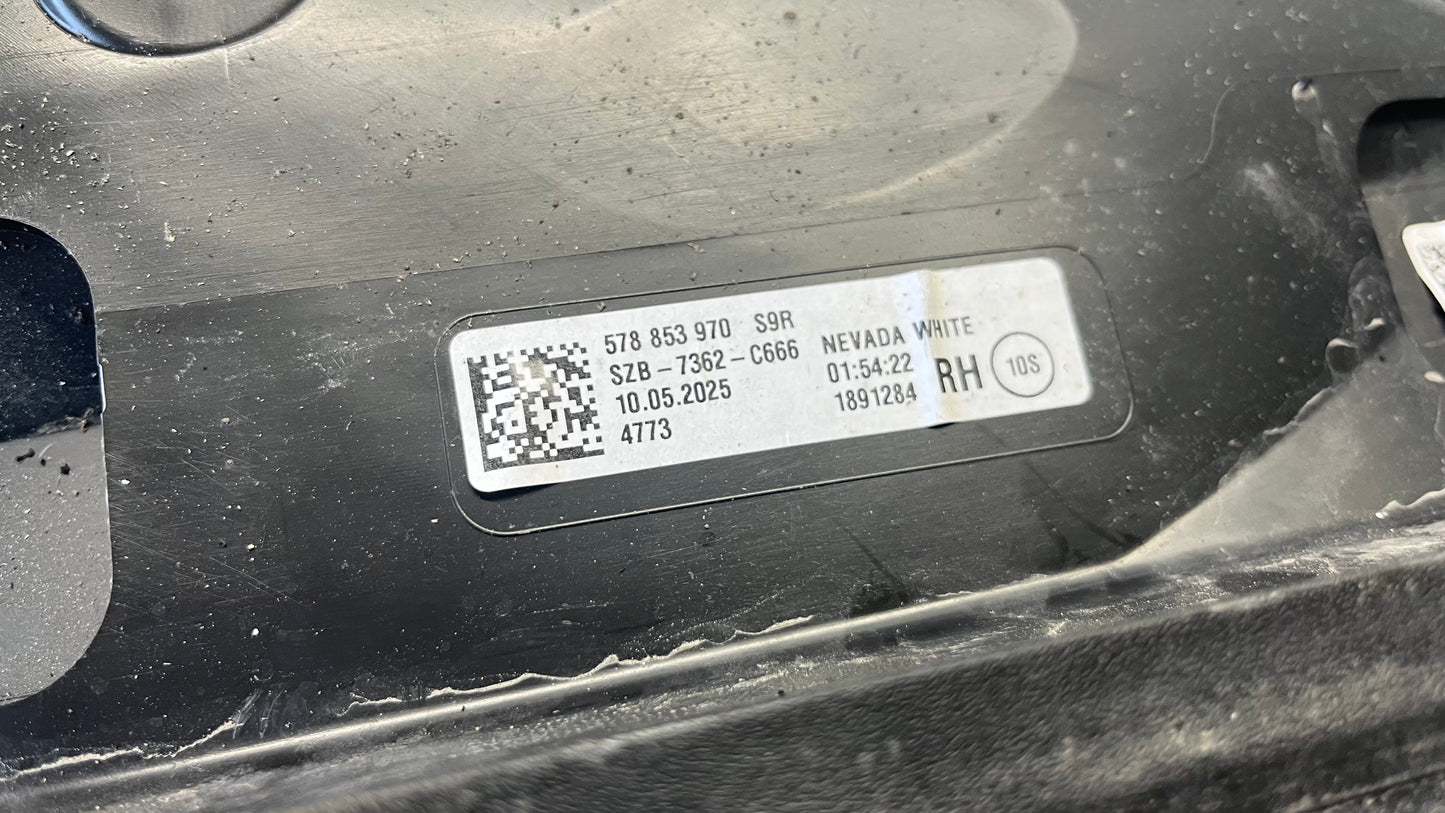 578 853 970 S9R
SZB-7362-C666
10.05.2025
4773
NEVADA WHITE
01:54:22
1891284
RH
10S